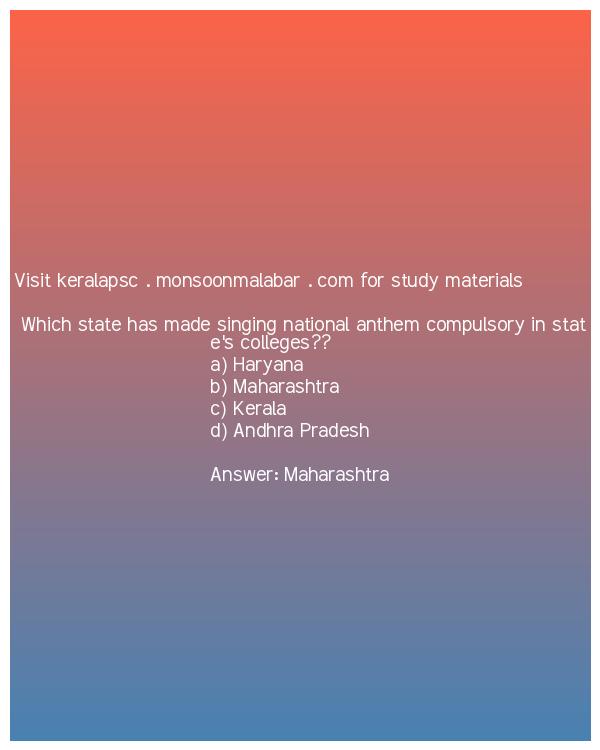 Visit keralapsc . monsoonmalabar . com for study materials
Which state has made singing national anthem compulsory in stat
e's colleges??
a) Haryana
b) Maharashtra
c) Kerala
d) Andhra Pradesh
Answer: Maharashtra